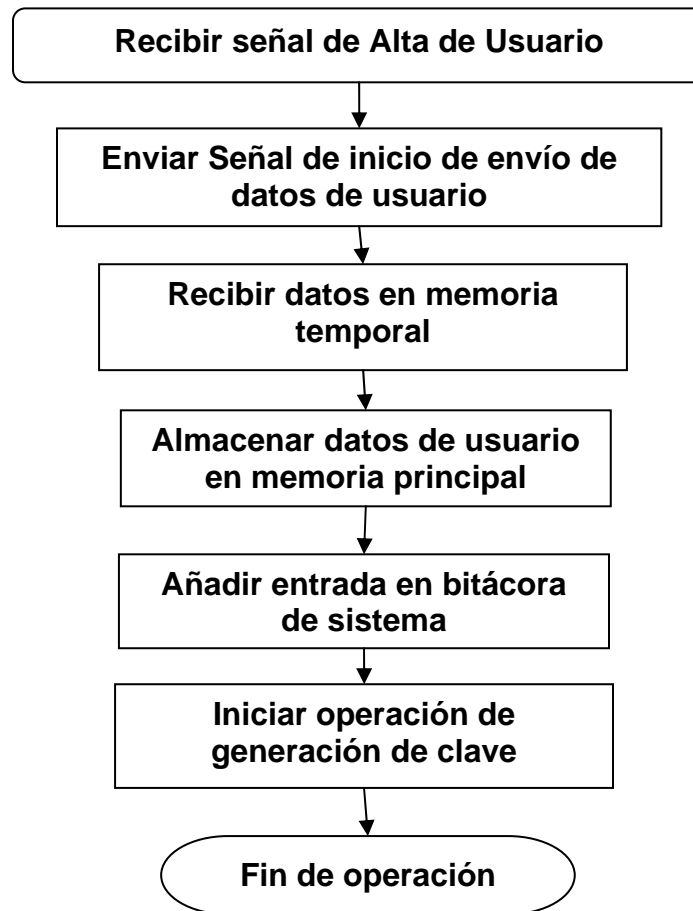 Recibir señal de Alta de Usuario
Enviar Señal de inicio de envío de
datos de usuario
Recibir datos en memoria
temporal
Almacenar datos de usuario
en memoria principal
Añadir entrada en bitácora
de sistema
Iniciar operación de
generación de clave
Fin de operación